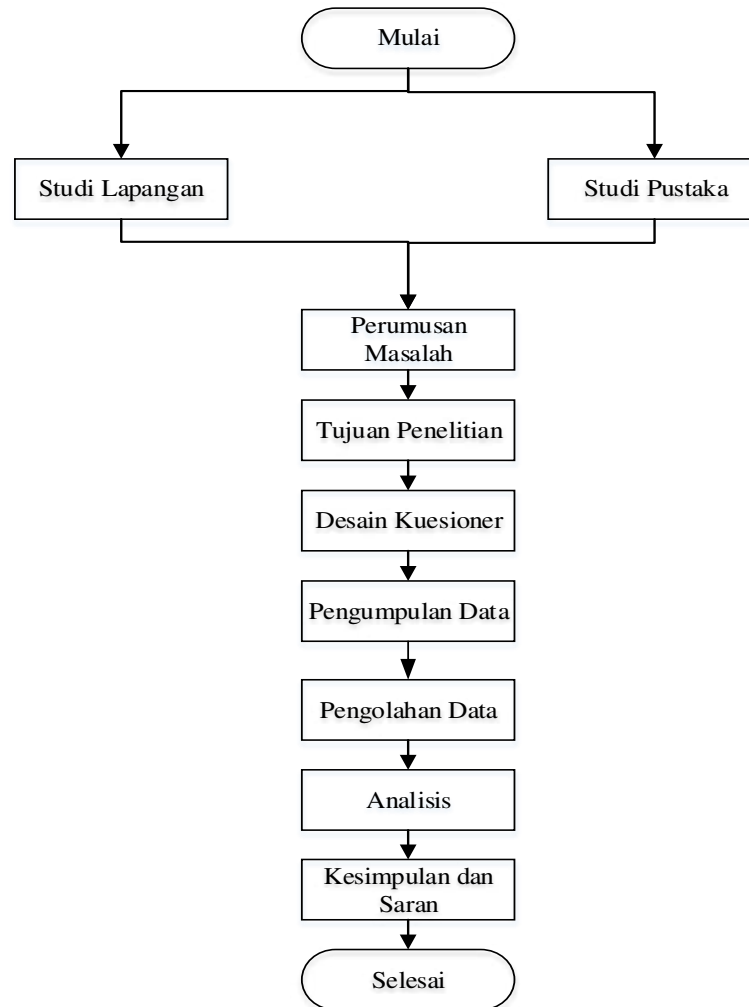 Mulai
Studi Lapangan
Studi Pustaka
Perumusan
Masalah
Tujuan Penelitian
Desain Kuesioner
Pengumpulan Data
Pengolahan Data
Analisis
Kesimpulan dan
Saran
Selesai